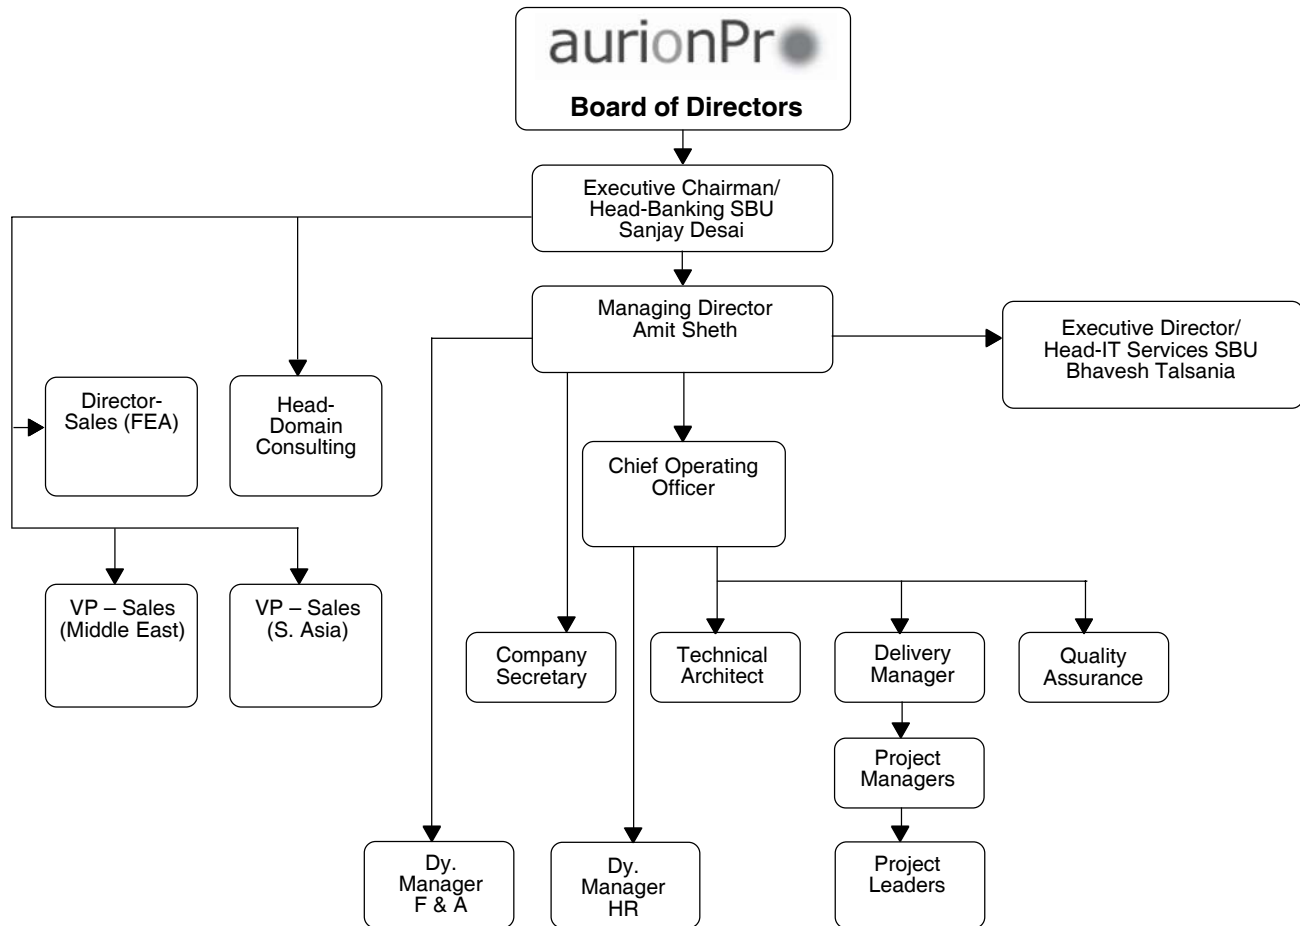 aurionPro
Board of Directors
Executive Chairman/
Head-Banking SBU
Sanjay Desai
Managing Director
Amit Sheth
Executive Director/
Head-IT Services SBU
Bhavesh Talsania
Director-
Sales (FEA)
Head-
Domain
Consulting
Chief Operating
Officer
VP – Sales
(Middle East)
VP – Sales
(S. Asia)
Company
Secretary
Technical
Architect
Delivery
Manager
Quality
Assurance
Project
Managers
Dy.
Manager
F & A
Dy.
Manager
HR
Project
Leaders